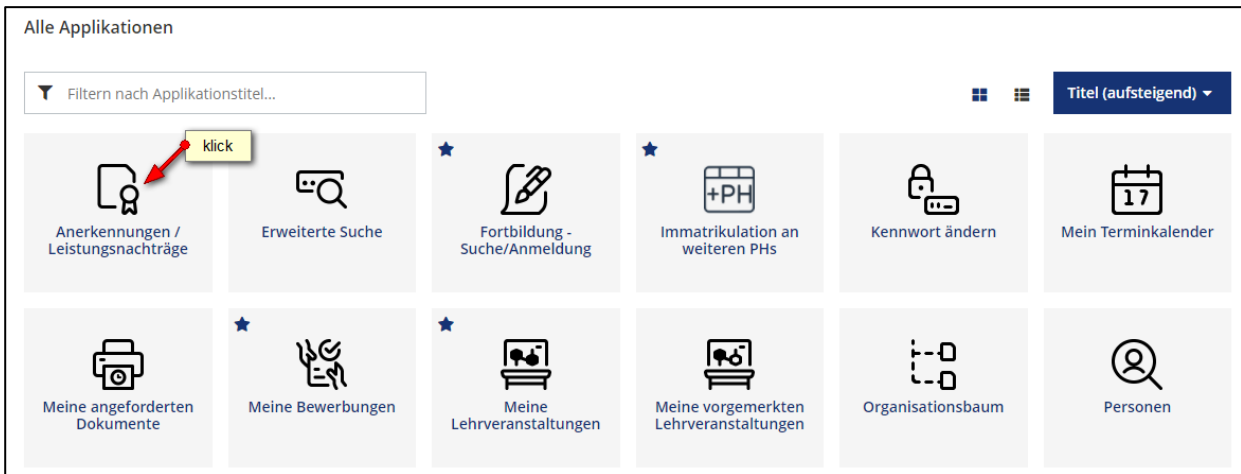 Alle Applikationen
Filtern nach Applikationstitel...
Titel (aufsteigend)
klick
Anerkennungen /
Leistungsnachträge
Erweiterte Suche
Fortbildung -
Suche/Anmeldung
+PH
Immatrikulation an
weiteren PHs
Kennwort ändern
17
Mein Terminkalender
Meine angeforderten
Dokumente
Meine Bewerbungen
Meine
Lehrveranstaltungen
Meine vorgemerkten
Lehrveranstaltungen
Organisationsbaum
Personen